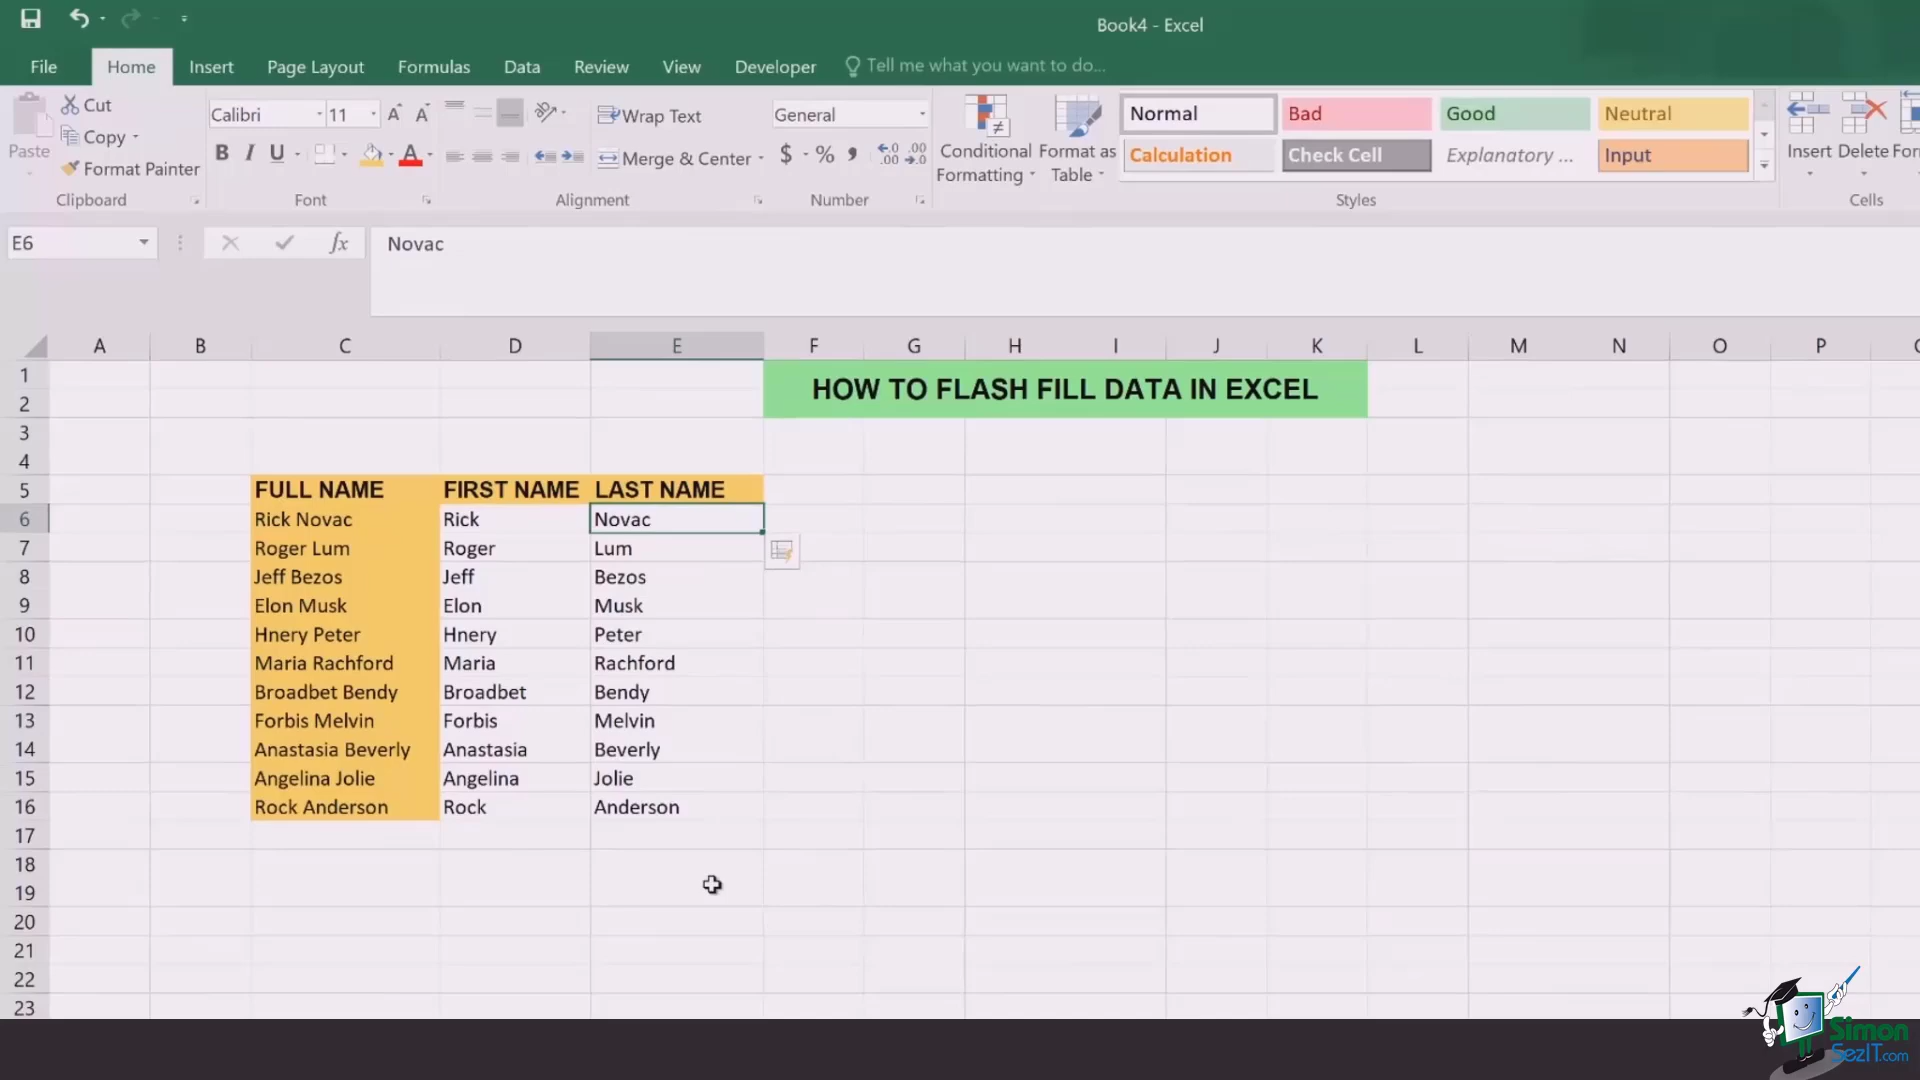 Book4 - Excel
File Home Insert Page Layout Formulas Data Review View Developer Tell me what you want to do...
Cut
Copy
Paste
Format Painter
Clipboard
Calibri 11 A A
B I U A
Font
Wrap Text
Merge & Center
Alignment
General
$ % , .0 .00 .00 .0
Number
Conditional Formatting
Format as Table
Normal Bad Good Neutral
Calculation Check Cell Explanatory ... Input
Styles
Insert Delete For
Cells
E6 fx Novac
A B C D E F G H I J K L M N O P
1 HOW TO FLASH FILL DATA IN EXCEL
2
3
4
5 FULL NAME FIRST NAME LAST NAME
6 Rick Novac Rick Novac
7 Roger Lum Roger Lum
8 Jeff Bezos Jeff Bezos
9 Elon Musk Elon Musk
10 Hnery Peter Hnery Peter
11 Maria Rachford Maria Rachford
12 Broadbet Bendy Broadbet Bendy
13 Forbis Melvin Forbis Melvin
14 Anastasia Beverly Anastasia Beverly
15 Angelina Jolie Angelina Jolie
16 Rock Anderson Rock Anderson
17
18
19
20
21
22
23
Simon
SezIT.com